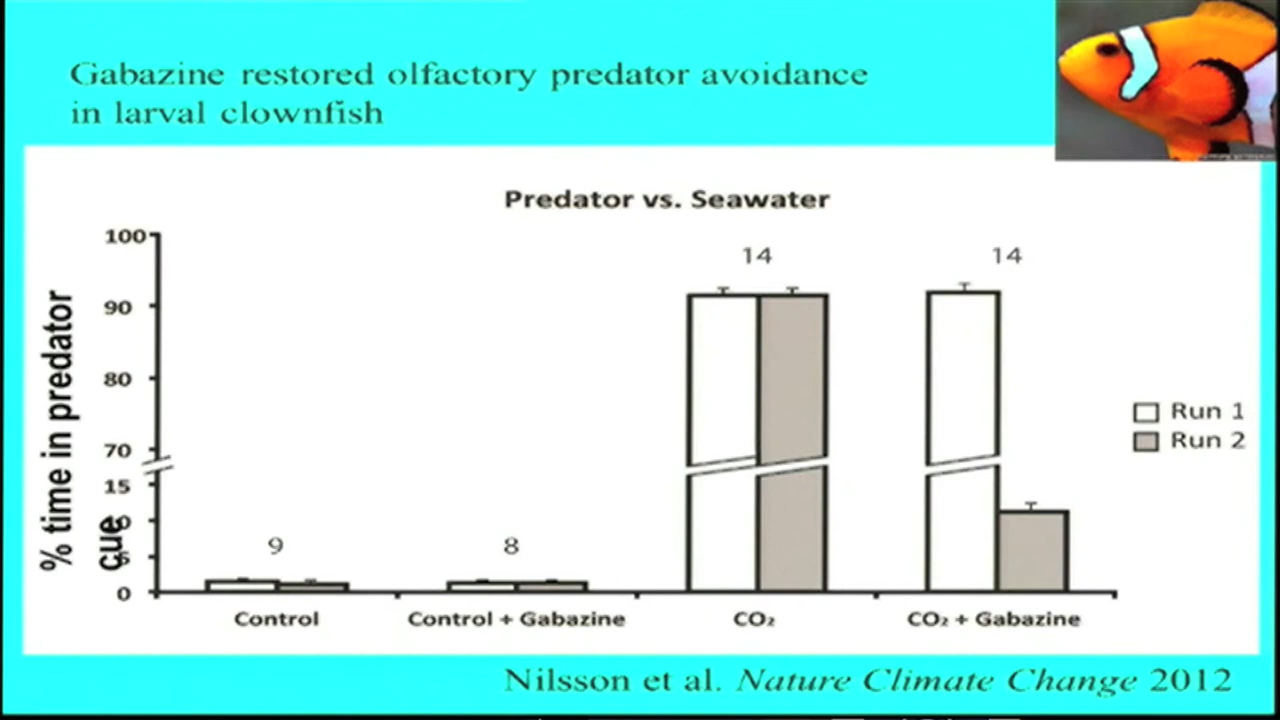 Gabazine restored olfactory predator avoidance
in larval clownfish
Predator vs. Seawater
% time in predator
cue
100
90
80
70
15
5
0
9
8
14
14
Run 1
Run 2
Control
Control + Gabazine
CO₂
CO₂ + Gabazine
Nilsson et al. Nature Climate Change 2012